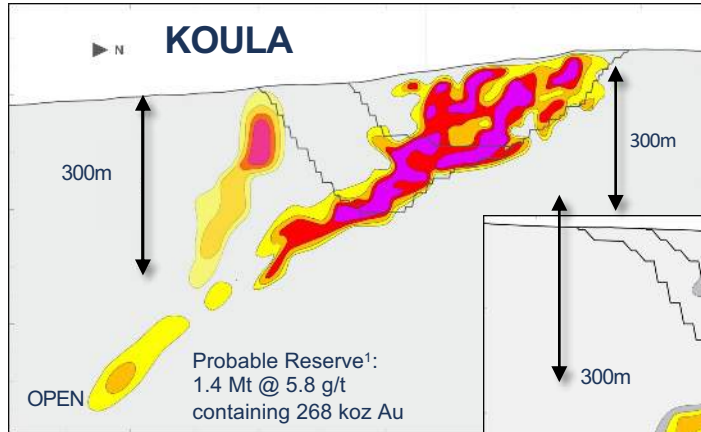 KOULA
N
300m
300m
300m
OPEN
Probable Reserve¹:
1.4 Mt @ 5.8 g/t
containing 268 koz Au